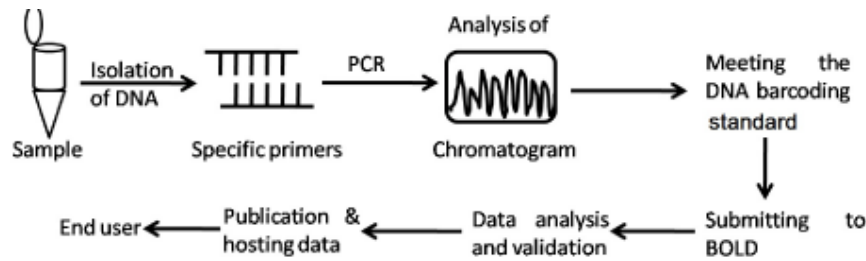 Analysis of
Isolation
of DNA
PCR
Meeting the
DNA barcoding
standard
Sample
Specific primers
Chromatogram
End user
Publication &
hosting data
Data analysis
and validation
Submitting to
BOLD